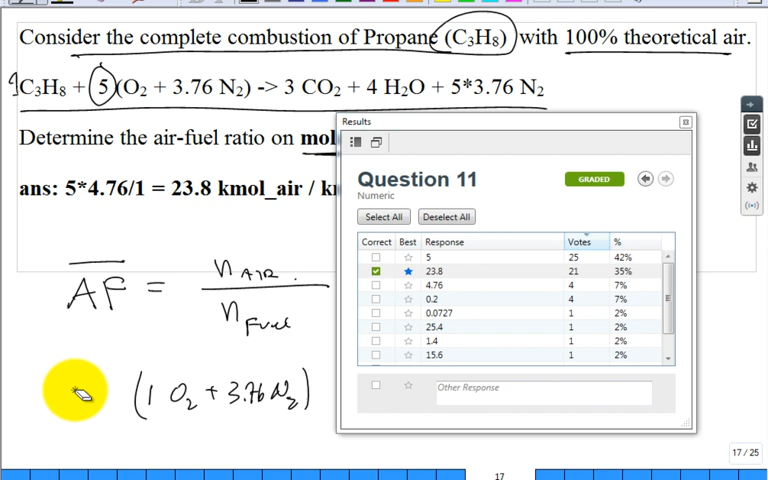 Consider the complete combustion of Propane (C3H8) with 100% theoretical air.
1 C3H8 + 5 (O2 + 3.76 N2) -> 3 CO2 + 4 H2O + 5*3.76 N2
Determine the air-fuel ratio on mol
ans: 5*4.76/1 = 23.8 kmol_air /
AF = n AIR
n Fuel
(1 O2 + 3.76 N2)
Results
Question 11
GRADED
Numeric
Select All Deselect All
Correct Best Response Votes %
5 25 42%
23.8 21 35%
4.76 4 7%
0.2 4 7%
0.0727 1 2%
25.4 1 2%
1.4 1 2%
15.6 1 2%
Other Response
17 / 25
17